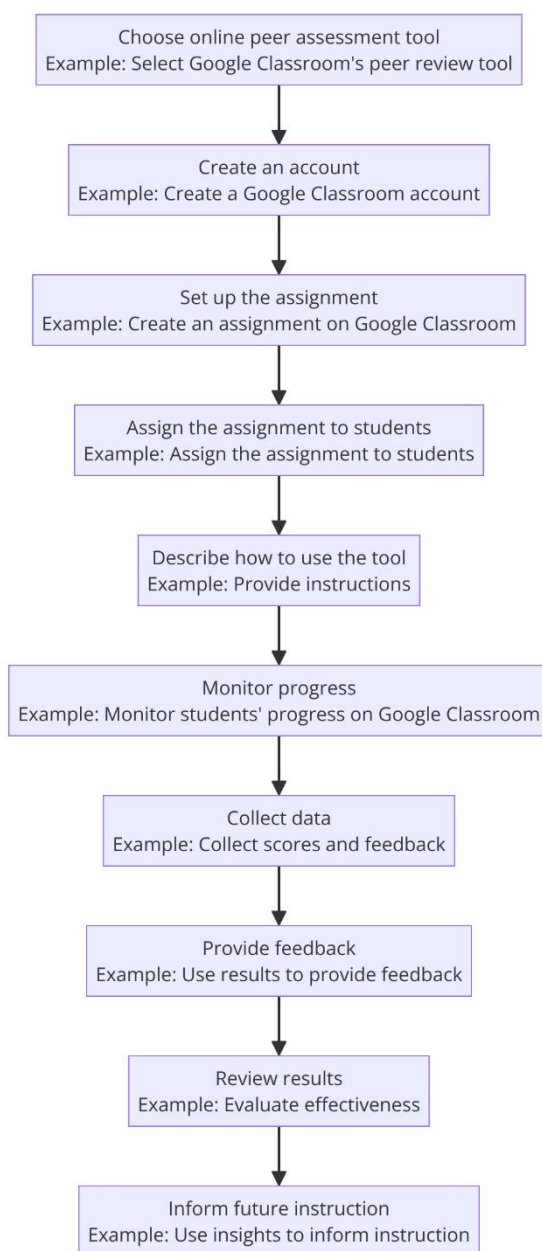 Choose online peer assessment tool
Example: Select Google Classroom's peer review tool
Create an account
Example: Create a Google Classroom account
Set up the assignment
Example: Create an assignment on Google Classroom
Assign the assignment to students
Example: Assign the assignment to students
Describe how to use the tool
Example: Provide instructions
Monitor progress
Example: Monitor students' progress on Google Classroom
Collect data
Example: Collect scores and feedback
Provide feedback
Example: Use results to provide feedback
Review results
Example: Evaluate effectiveness
Inform future instruction
Example: Use insights to inform instruction